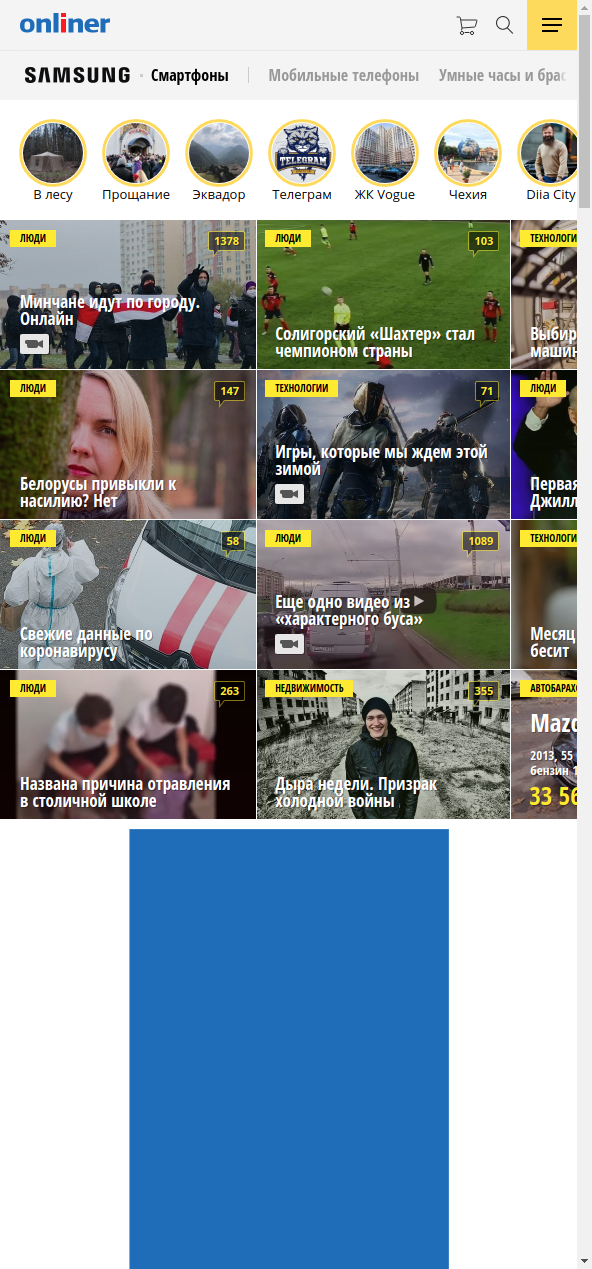 onliner
SAMSUNG Смартфоны Мобильные телефоны Умные часы и брас
В лесу Прощание Эквадор Телеграм ЖК Vogue Чехия Diia City
TELEGRAM
ЛЮДИ 1378
Минчане идут по городу.
Онлайн
ЛЮДИ 103
Солигорский «Шахтер» стал
чемпионом страны
ТЕХНОЛОГИ
Выбир
машин
ЛЮДИ 147
Белорусы привыкли к
насилию? Нет
ТЕХНОЛОГИИ 71
Игры, которые мы ждем этой
зимой
ЛЮДИ
Первая
Джилл
ЛЮДИ 58
Свежие данные по
коронавирусу
ЛЮДИ 1089
Еще одно видео из
«характерного буса»
ТЕХНОЛОГИ
Месяц
бесит
ЛЮДИ 263
Названа причина отравления
в столичной школе
НЕДВИЖИМОСТЬ 355
Дыра недели. Призрак
холодной войны
АВТОБАРАХО
Mazd
2013, 55
бензин 1
33 56